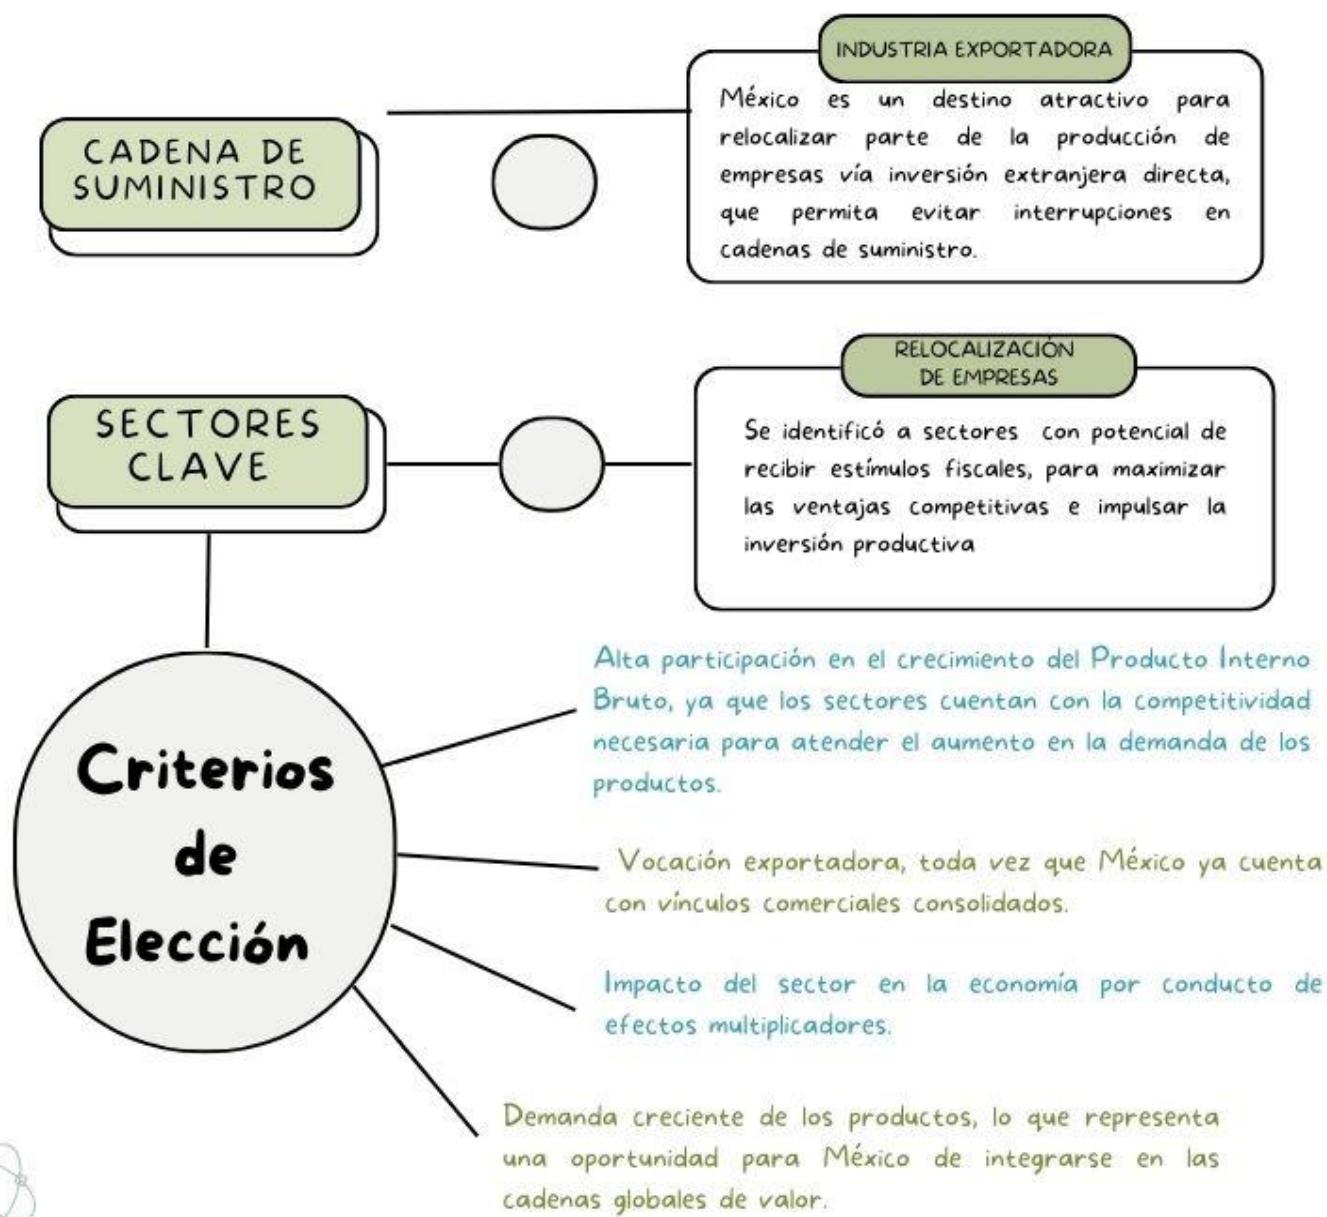 CADENA DE
SUMINISTRO
INDUSTRIA EXPORTADORA
México es un destino atractivo para
relocalizar parte de la producción de
empresas vía inversión extranjera directa,
que permita evitar interrupciones en
cadenas de suministro.
SECTORES
CLAVE
RELOCALIZACIÓN
DE EMPRESAS
Se identificó a sectores con potencial de
recibir estímulos fiscales, para maximizar
las ventajas competitivas e impulsar la
inversión productiva
Criterios
de
Elección
Alta participación en el crecimiento del Producto Interno
Bruto, ya que los sectores cuentan con la competitividad
necesaria para atender el aumento en la demanda de los
productos.
Vocación exportadora, toda vez que México ya cuenta
con vínculos comerciales consolidados.
Impacto del sector en la economía por conducto de
efectos multiplicadores.
Demanda creciente de los productos, lo que representa
una oportunidad para México de integrarse en las
cadenas globales de valor.